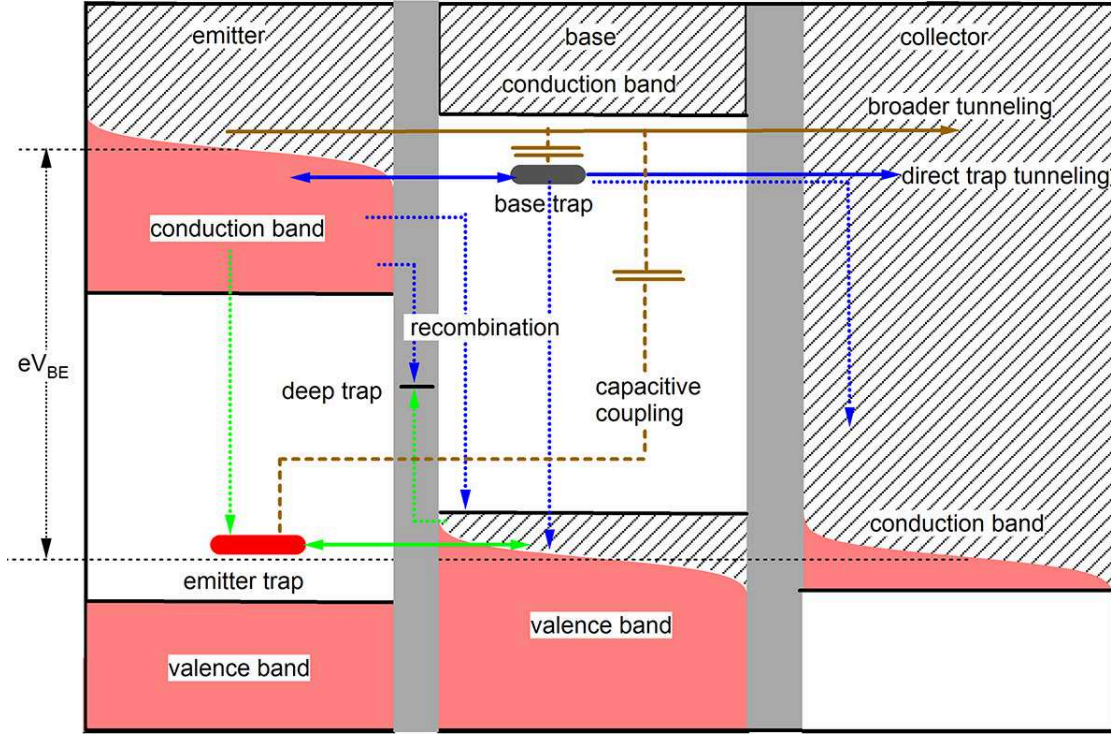 emitter
base
collector
conduction band
broader tunneling
direct trap tunneling
base trap
conduction band
recombination
eVBE
deep trap
capacitive
coupling
conduction band
emitter trap
valence band
valence band